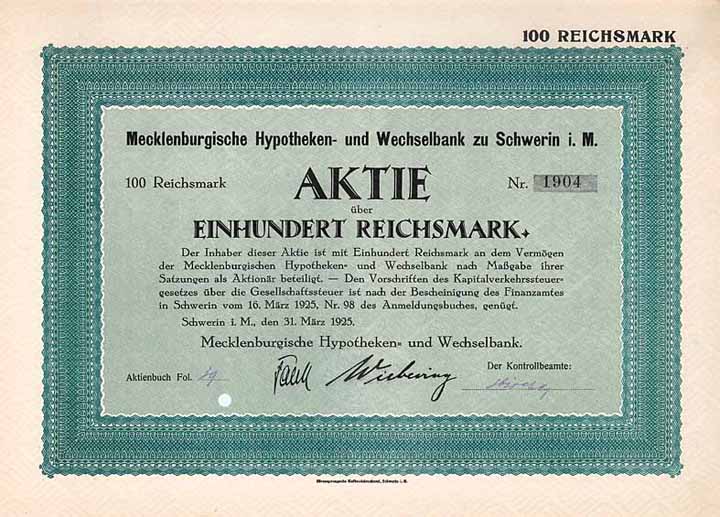 100 REICHSMARK
Mecklenburgische Hypotheken- und Wechselbank zu Schwerin i. M.
100 Reichsmark AKTIE Nr. 1904
über
EINHUNDERT REICHSMARK.
Der Inhaber dieser Aktie ist mit Einhundert Reichsmark an dem Vermögen
der Mecklenburgischen Hypotheken- und Wechselbank nach Maßgabe ihrer
Satzungen als Aktionär beteiligt. — Den Vorschriften des Kapitalverkehrssteuer-
gesetzes über die Gesellschaftssteuer ist nach der Bescheinigung des Finanzamtes
in Schwerin vom 16. März 1925, Nr. 98 des Anmeldungsbuches, genügt.
Schwerin i. M., den 31. März 1925.
Mecklenburgische Hypotheken- und Wechselbank.
Der Kontrollbeamte:
Aktienbuch Fol.